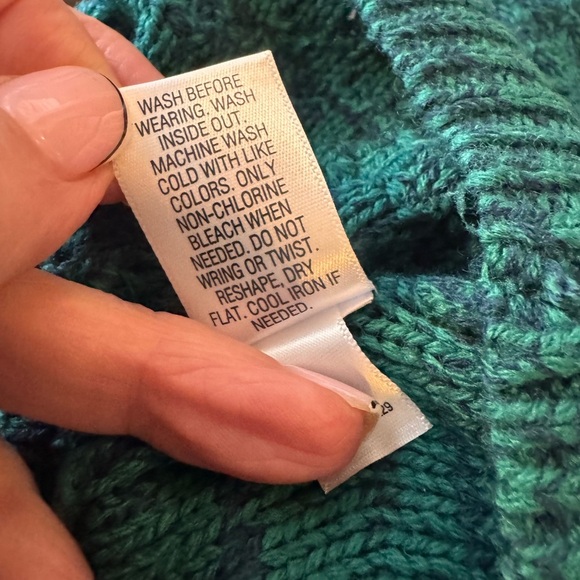 WASH BEFORE
WEARING. WASH
INSIDE OUT.
MACHINE WASH
COLD WITH LIKE
COLORS. ONLY
NON-CHLORINE
BLEACH WHEN
NEEDED. DO NOT
WRING OR TWIST.
RESHAPE, DRY
FLAT. COOL IRON IF
NEEDED.
29